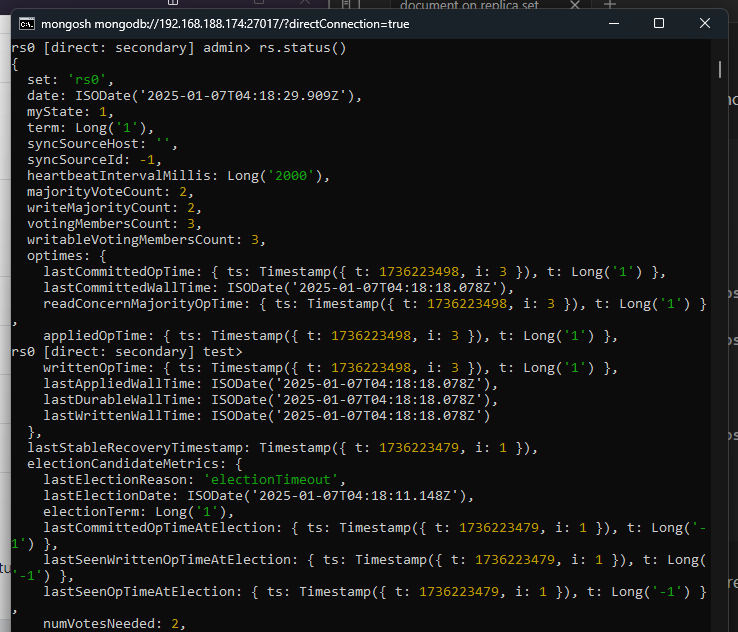 document on replica set
mongosh mongodb://192.168.188.174:27017/?directConnection=true
rs0 [direct: secondary] admin> rs.status()
{
  set: 'rs0',
  date: ISODate('2025-01-07T04:18:29.909Z'),
  myState: 1,
  term: Long('1'),
  syncSourceHost: '',
  syncSourceId: -1,
  heartbeatIntervalMillis: Long('2000'),
  majorityVoteCount: 2,
  writeMajorityCount: 2,
  votingMembersCount: 3,
  writableVotingMembersCount: 3,
  optimes: {
    lastCommittedOpTime: { ts: Timestamp({ t: 1736223498, i: 3 }), t: Long('1') },
    lastCommittedWallTime: ISODate('2025-01-07T04:18:18.078Z'),
    readConcernMajorityOpTime: { ts: Timestamp({ t: 1736223498, i: 3 }), t: Long('1') }
,
    appliedOpTime: { ts: Timestamp({ t: 1736223498, i: 3 }), t: Long('1') },
rs0 [direct: secondary] test>
    writtenOpTime: { ts: Timestamp({ t: 1736223498, i: 3 }), t: Long('1') },
    lastAppliedWallTime: ISODate('2025-01-07T04:18:18.078Z'),
    lastDurableWallTime: ISODate('2025-01-07T04:18:18.078Z'),
    lastWrittenWallTime: ISODate('2025-01-07T04:18:18.078Z')
  },
  lastStableRecoveryTimestamp: Timestamp({ t: 1736223479, i: 1 }),
  electionCandidateMetrics: {
    lastElectionReason: 'electionTimeout',
    lastElectionDate: ISODate('2025-01-07T04:18:11.148Z'),
    electionTerm: Long('1'),
    lastCommittedOpTimeAtElection: { ts: Timestamp({ t: 1736223479, i: 1 }), t: Long('-
1') },
    lastSeenWrittenOpTimeAtElection: { ts: Timestamp({ t: 1736223479, i: 1 }), t: Long(
'-1') },
    lastSeenOpTimeAtElection: { ts: Timestamp({ t: 1736223479, i: 1 }), t: Long('-1') }
,
    numVotesNeeded: 2,